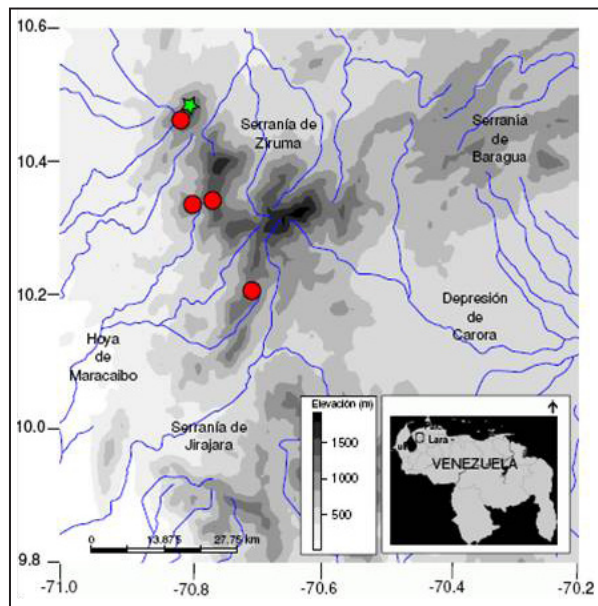 10.6
10.4
10.2
10.0
9.8
-71.0
-70.8
-70.6
-70.4
-70.2
Serranía de
Ziruma
Serranía
de
Baragua
Depresión
de
Carora
Hoya
de
Maracaibo
Serranía de
Jirajara
0 13.875 27.75 km
Elevación (m)
1500
1000
500
Lara
VENEZUELA